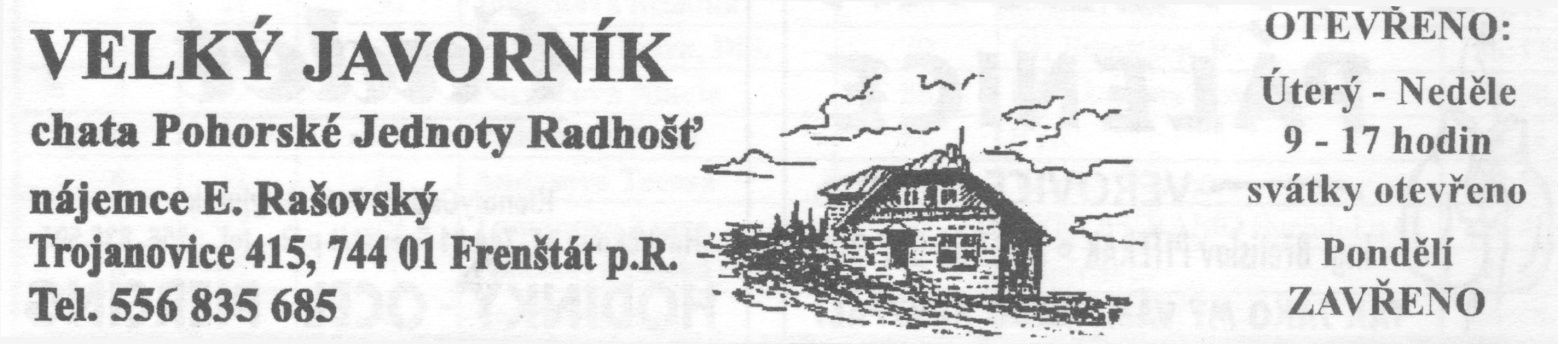 VELKÝ JAVORNÍK
chata Pohorské Jednoty Radhošť
nájemce E. Rašovský
Trojanovice 415, 744 01 Frenštát p.R.
Tel. 556 835 685
OTEVŘENO:
Úterý - Neděle
9 - 17 hodin
svátky otevřeno
Pondělí
ZAVŘENO